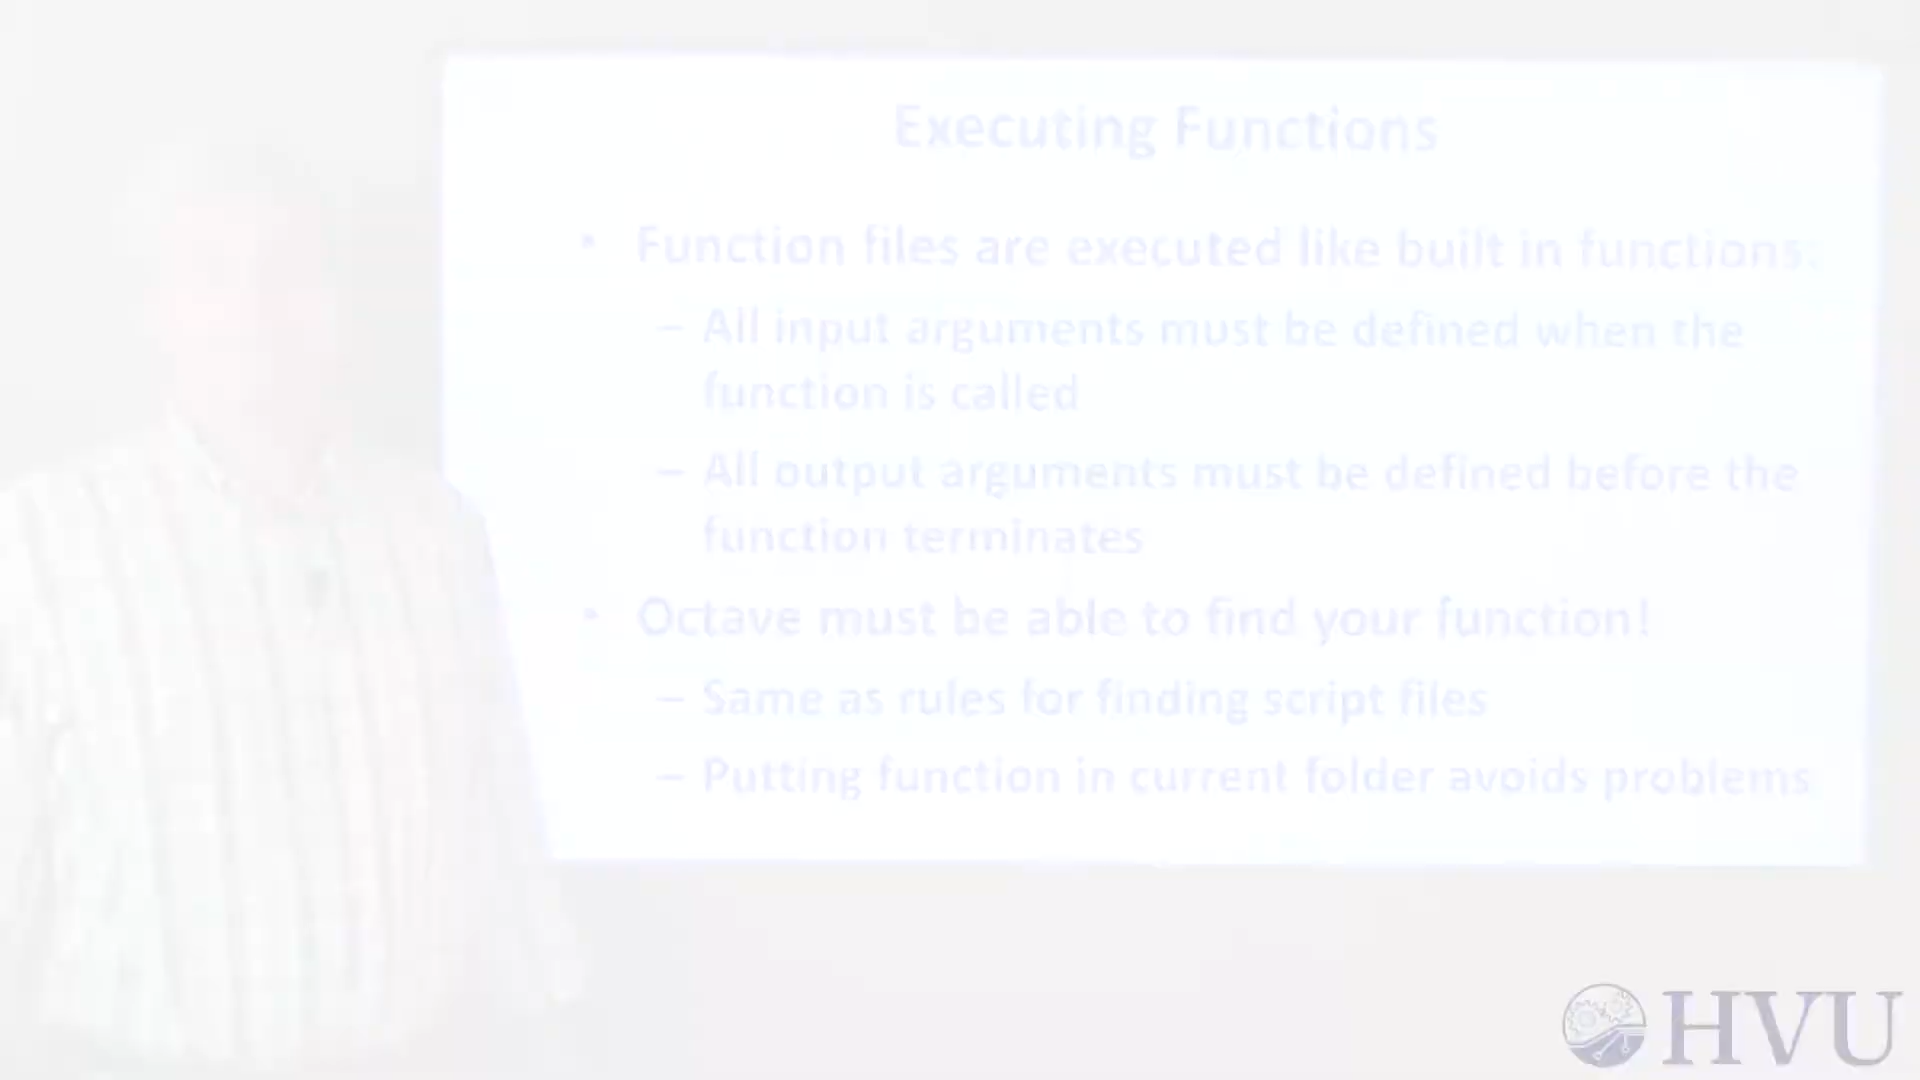 Executing Functions
• Function files are executed like built in functions:
– All input arguments must be defined when the
function is called
– All output arguments must be defined before the
function terminates
• Octave must be able to find your function!
– Same as rules for finding script files
– Putting function in current folder avoids problems
HVU